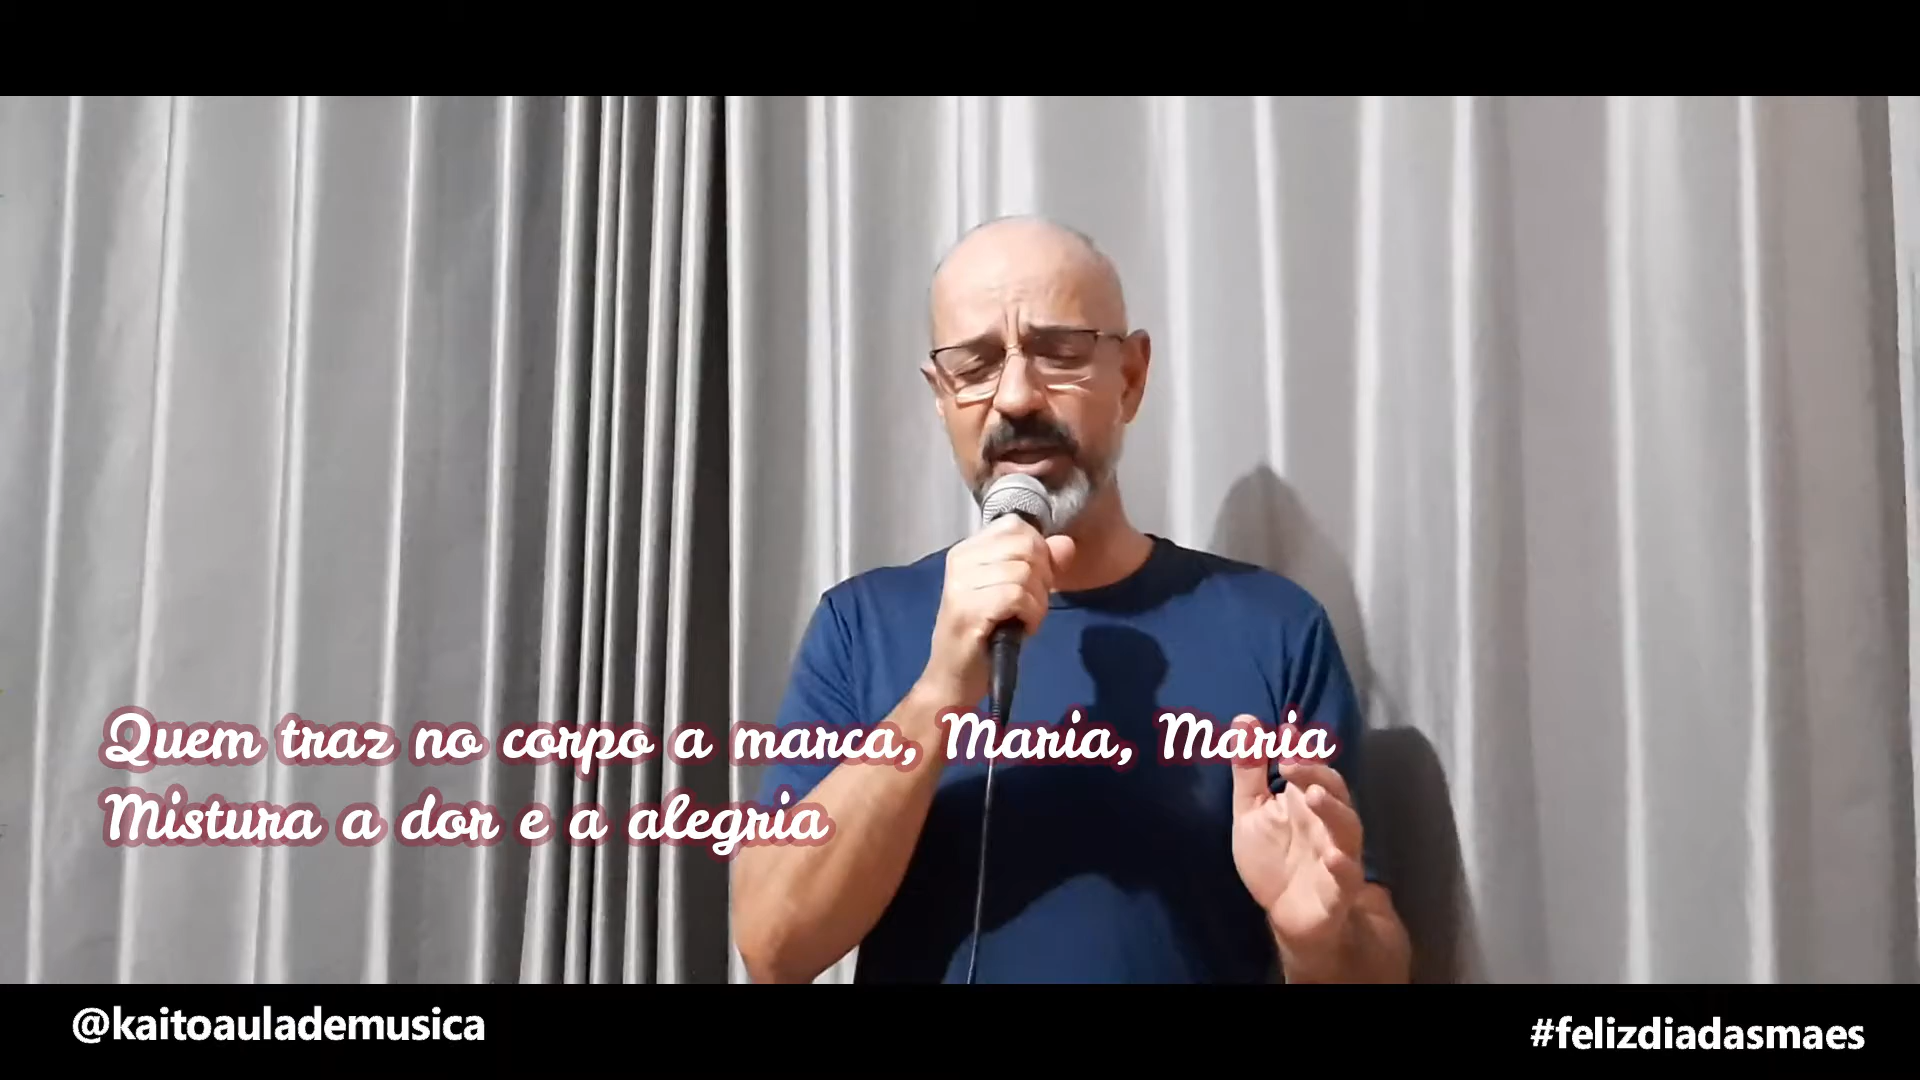 Quem traz no corpo a marca, Maria, Maria
Mistura a dor e a alegria
@kaitoaulademusica
#felizdiadasmaes